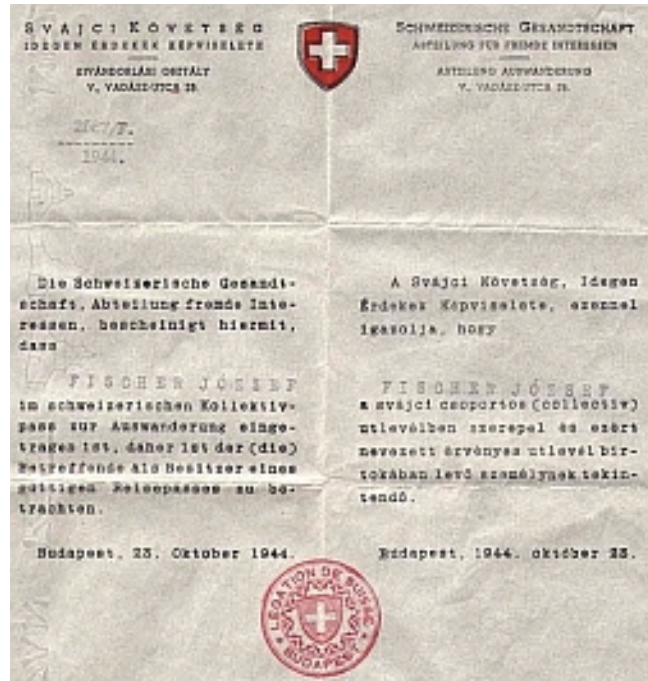 SVÁJCI KÖVETSÉG
IDEGEN ÉRDEKEK KÉPVISELETE
KIVÁNDORLÁSI OSZTÁLY
V., VADÁSZ-UTCA 29.
SCHWEIZERISCHE GESANDTSCHAFT
ABTEILUNG FÜR FREMDE INTERESSEN
ABTEILUNG AUSWANDERUNG
V., VADÁSZ-UTCA 29.
1944.
Die Schweizerische Gesandt-
schaft, Abteilung fremde Inte-
ressen, bescheinigt hiermit,
dass
FISCHER JÓZSEF
im schweizerischen Kollektiv-
pass zur Auswanderung einge-
tragen ist, daher ist der (die)
Betreffende als Besitzer eines
gültigen Reisepasses zu be-
trachten.
Budapest, 23. Oktober 1944.
A Svájci Követség, Idegen
Érdekek Képviselete, ezennel
igazolja, hogy
FISCHER JÓZSEF
a svájci csoportos (collectiv)
utlevélben szerepel és ezért
nevezett érvényes utlevél bir-
tokában levő személynek tekin-
tendő.
Budapest, 1944. október 23.
LÉGATION DE SUISSE
BUDAPEST